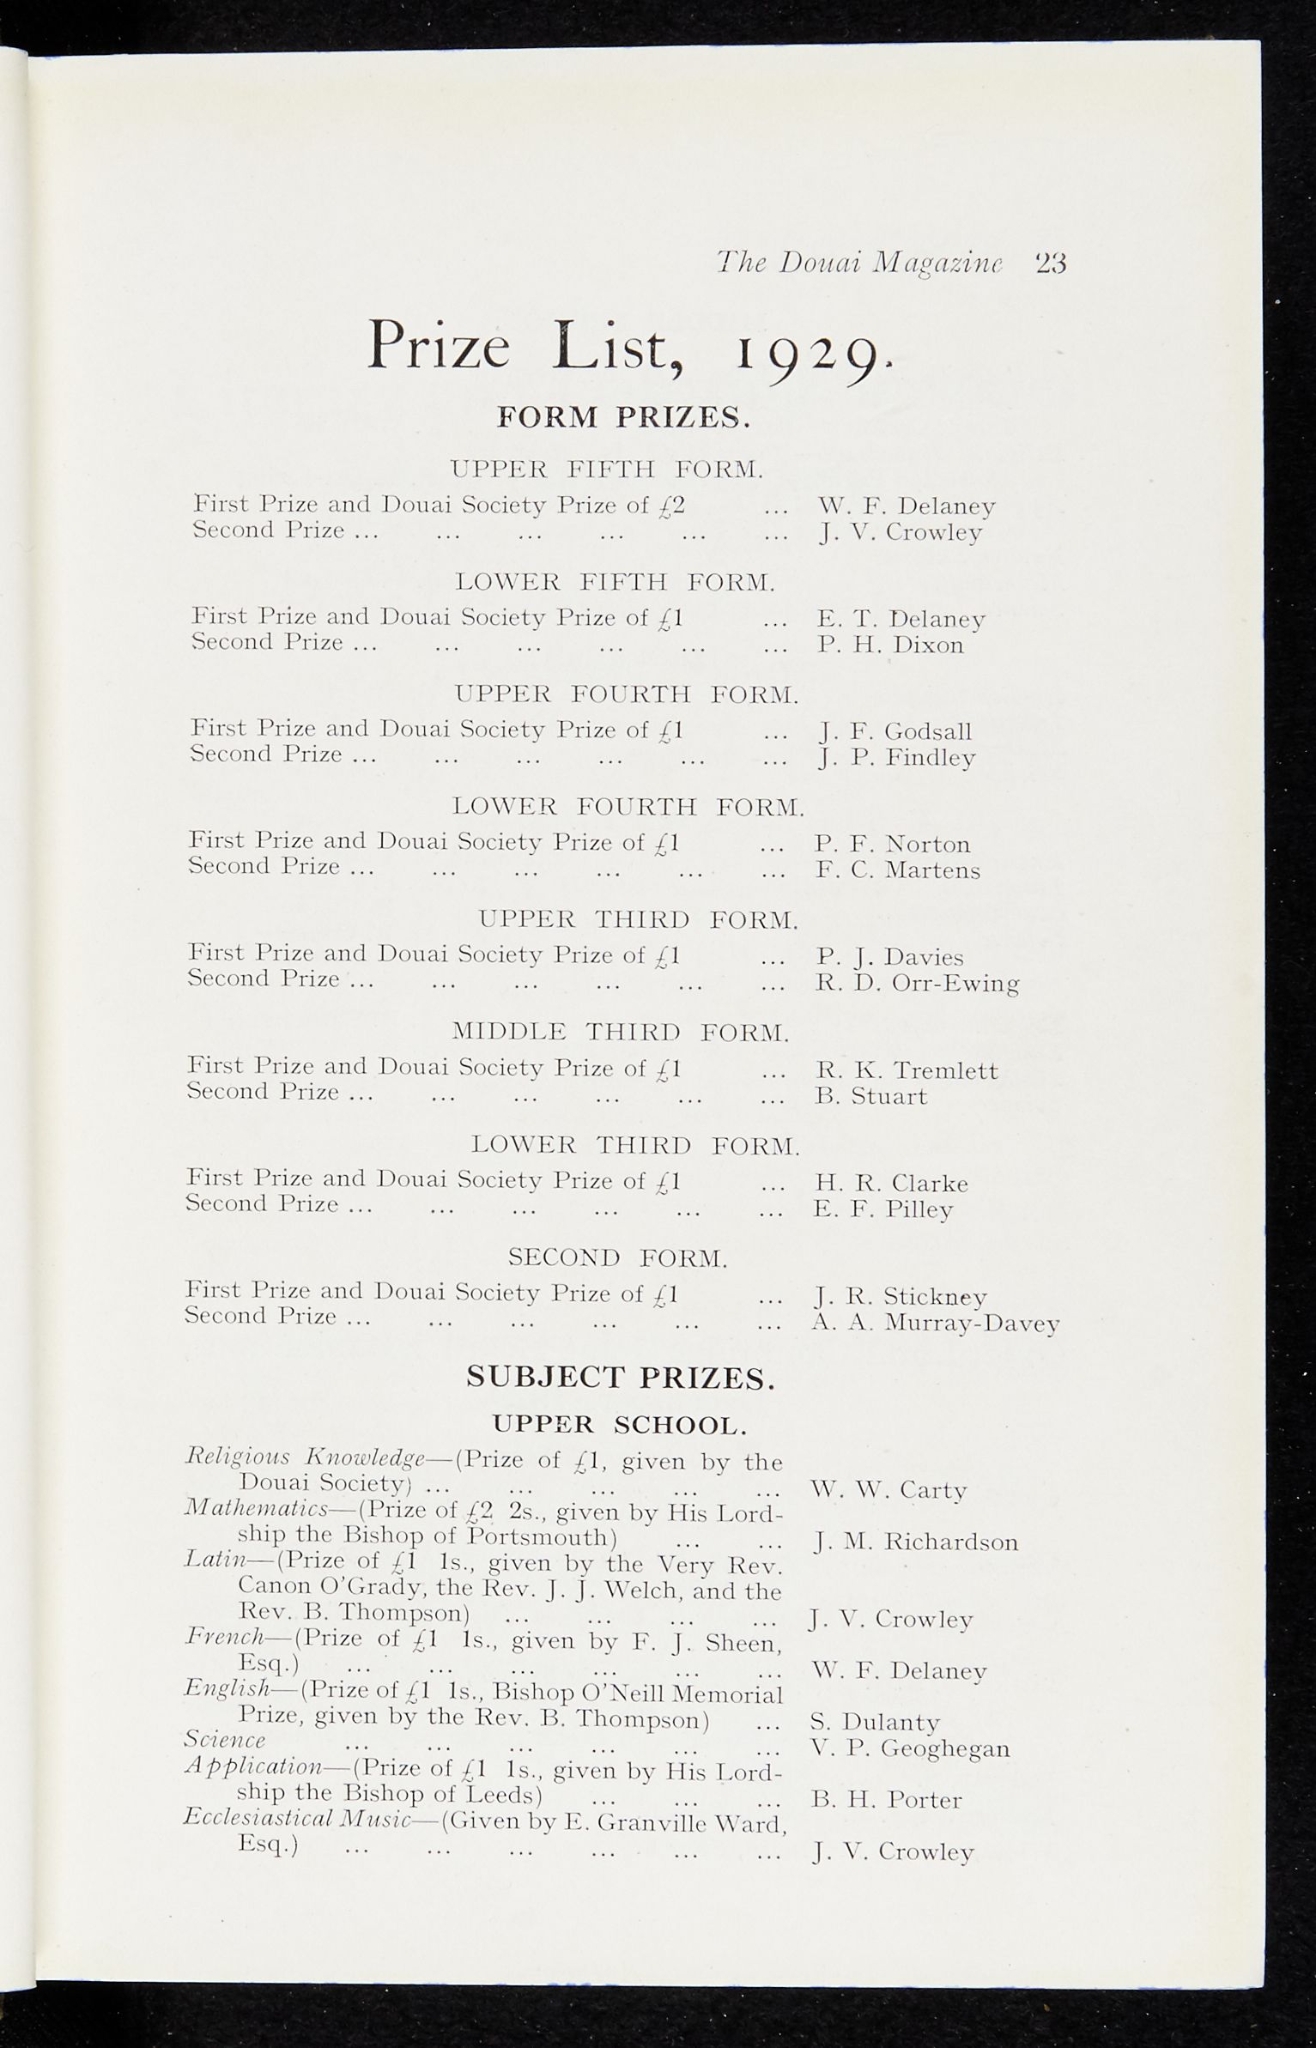 The Douai Magazine 23
Prize List, 1929.
FORM PRIZES.
UPPER FIFTH FORM.
First Prize and Douai Society Prize of £2 ... W. F. Delaney
Second Prize ... ... ... ... ... ... J. V. Crowley
LOWER FIFTH FORM.
First Prize and Douai Society Prize of £1 ... E. T. Delaney
Second Prize ... ... ... ... ... ... P. H. Dixon
UPPER FOURTH FORM.
First Prize and Douai Society Prize of £1 ... J. F. Godsall
Second Prize ... ... ... ... ... ... J. P. Findley
LOWER FOURTH FORM.
First Prize and Douai Society Prize of £1 ... P. F. Norton
Second Prize ... ... ... ... ... ... F. C. Martens
UPPER THIRD FORM.
First Prize and Douai Society Prize of £1 ... P. J. Davies
Second Prize ... ... ... ... ... ... R. D. Orr-Ewing
MIDDLE THIRD FORM.
First Prize and Douai Society Prize of £1 ... R. K. Tremlett
Second Prize ... ... ... ... ... ... B. Stuart
LOWER THIRD FORM.
First Prize and Douai Society Prize of £1 ... H. R. Clarke
Second Prize ... ... ... ... ... ... E. F. Pilley
SECOND FORM.
First Prize and Douai Society Prize of £1 ... J. R. Stickney
Second Prize ... ... ... ... ... ... A. A. Murray-Davey
SUBJECT PRIZES.
UPPER SCHOOL.
Religious Knowledge—(Prize of £1, given by the
Douai Society) ... ... ... ... ... W. W. Carty
Mathematics—(Prize of £2 2s., given by His Lord-
ship the Bishop of Portsmouth) ... ... J. M. Richardson
Latin—(Prize of £1 1s., given by the Very Rev.
Canon O'Grady, the Rev. J. J. Welch, and the
Rev. B. Thompson) ... ... ... ... J. V. Crowley
French—(Prize of £1 1s., given by F. J. Sheen,
Esq.) ... ... ... ... ... ... W. F. Delaney
English—(Prize of £1 1s., Bishop O'Neill Memorial
Prize, given by the Rev. B. Thompson) ... S. Dulanty
Science ... ... ... ... ... ... V. P. Geoghegan
Application—(Prize of £1 1s., given by His Lord-
ship the Bishop of Leeds) ... ... ... B. H. Porter
Ecclesiastical Music—(Given by E. Granville Ward,
Esq.) ... ... ... ... ... ... J. V. Crowley